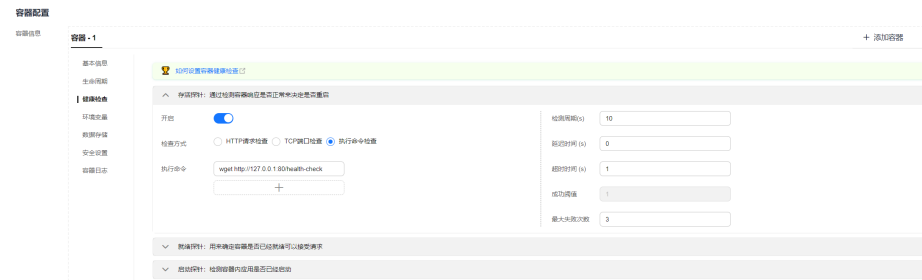 容器配置
容器信息
容器 - 1
+ 添加容器
基本信息
生命周期
健康检查
环境变量
数据存储
安全设置
容器日志
如何设置容器健康检查
存活探针：通过检测容器响应是否正常来决定是否重启
开启
检查方式
HTTP请求检查
TCP端口检查
执行命令检查
执行命令
wget http://127.0.0.1:80/health-check
+
检测周期(s)
10
延迟时间 (s)
0
超时时间 (s)
1
成功阈值
1
最大失败次数
3
就绪探针：用来确定容器是否已经就绪可以接受请求
启动探针：检测容器内应用是否已经启动